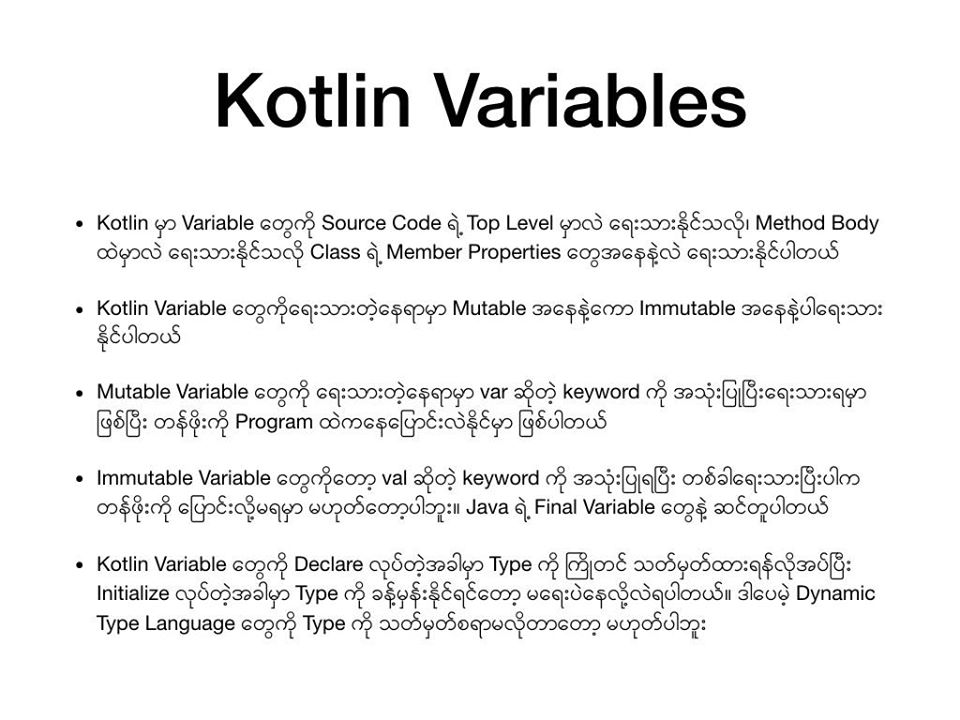 Kotlin Variables
• Kotlin မှာ Variable တွေကို Source Code ရဲ့ Top Level မှာလဲ ရေးသားနိုင်သလို၊ Method Body
ထဲမှာလဲ ရေးသားနိုင်သလို Class ရဲ့ Member Properties တွေအနေနဲ့လဲ ရေးသားနိုင်ပါတယ်
• Kotlin Variable တွေကိုရေးသားတဲ့နေရာမှာ Mutable အနေနဲ့ကော Immutable အနေနဲ့ပါရေးသား
နိုင်ပါတယ်
• Mutable Variable တွေကို ရေးသားတဲ့နေရာမှာ var ဆိုတဲ့ keyword ကို အသုံးပြုပြီးရေးသားရမှာ
ဖြစ်ပြီး တန်ဖိုးကို Program ထဲကနေပြောင်းလဲနိုင်မှာ ဖြစ်ပါတယ်
• Immutable Variable တွေကိုတော့ val ဆိုတဲ့ keyword ကို အသုံးပြုရပြီး တစ်ခါရေးသားပြီးပါက
တန်ဖိုးကို ပြောင်းလို့မရမှာ မဟုတ်တော့ပါဘူး။ Java ရဲ့ Final Variable တွေနဲ့ ဆင်တူပါတယ်
• Kotlin Variable တွေကို Declare လုပ်တဲ့အခါမှာ Type ကို ကြိုတင် သတ်မှတ်ထားရန်လိုအပ်ပြီး
Initialize လုပ်တဲ့အခါမှာ Type ကို ခန့်မှန်းနိုင်ရင်တော့ မရေးပဲနေလို့လဲရပါတယ်။ ဒါပေမဲ့ Dynamic
Type Language တွေကို Type ကို သတ်မှတ်စရာမလိုတာတော့ မဟုတ်ပါဘူး